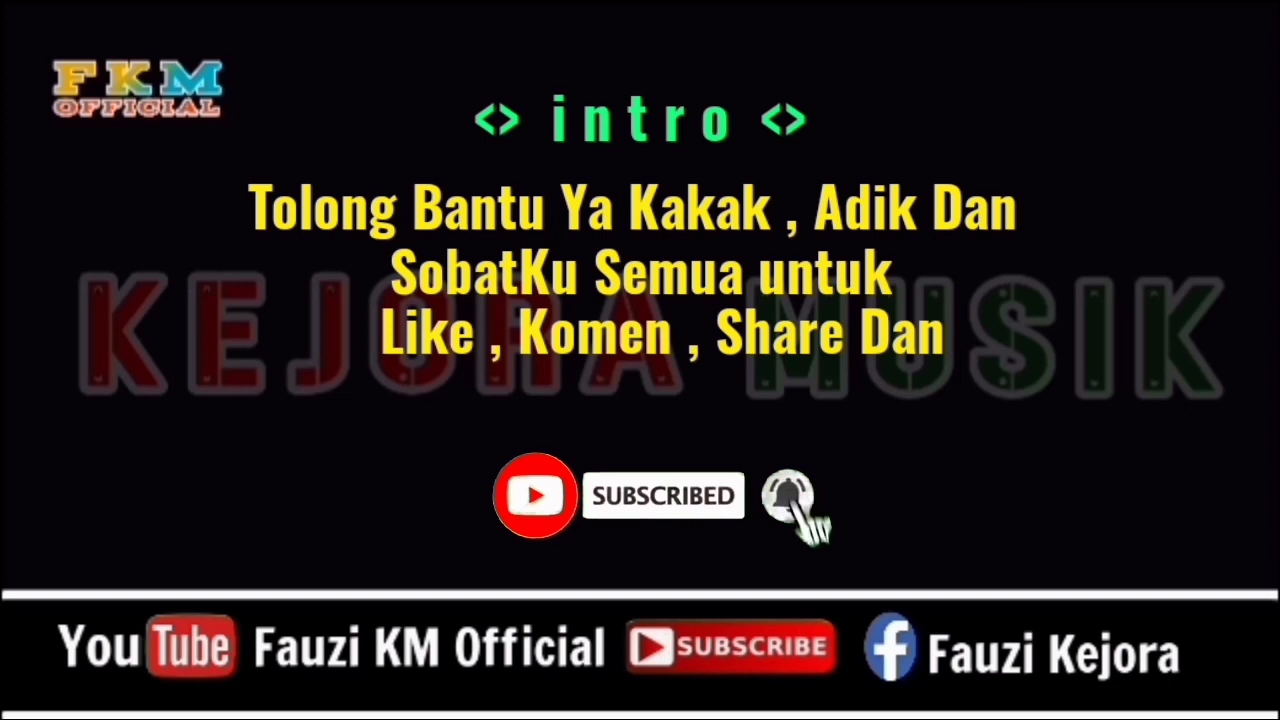 FKM
OFFICIAL
<> intro <>
Tolong Bantu Ya Kakak , Adik Dan
SobatKu Semua untuk
Like , Komen , Share Dan
KEJORA MUSIK
SUBSCRIBED
YouTube Fauzi KM Official SUBSCRIBE f Fauzi Kejora